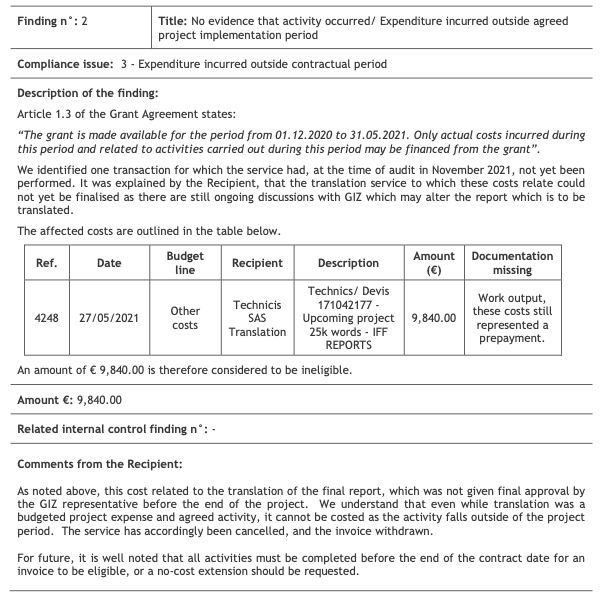 Finding n°: 2
Title: No evidence that activity occurred/ Expenditure incurred outside agreed
project implementation period
Compliance issue: 3 - Expenditure incurred outside contractual period
Description of the finding:
Article 1.3 of the Grant Agreement states:
“The grant is made available for the period from 01.12.2020 to 31.05.2021. Only actual costs incurred during
this period and related to activities carried out during this period may be financed from the grant”.
We identified one transaction for which the service had, at the time of audit in November 2021, not yet been
performed. It was explained by the Recipient, that the translation service to which these costs relate could
not yet be finalised as there are still ongoing discussions with GIZ which may alter the report which is to be
translated.
The affected costs are outlined in the table below.
Ref.
Date
Budget
line
Recipient
Description
Amount
(€)
Documentation
missing
4248
27/05/2021
Other
costs
Technicis
SAS
Translation
Technics/ Devis
171042177 -
Upcoming project
25k words - IFF
REPORTS
9,840.00
Work output,
these costs still
represented a
prepayment.
An amount of € 9,840.00 is therefore considered to be ineligible.
Amount €: 9,840.00
Related internal control finding n°: -
Comments from the Recipient:
As noted above, this cost related to the translation of the final report, which was not given final approval by
the GIZ representative before the end of the project. We understand that even while translation was a
budgeted project expense and agreed activity, it cannot be costed as the activity falls outside of the project
period. The service has accordingly been cancelled, and the invoice withdrawn.
For future, it is well noted that all activities must be completed before the end of the contract date for an
invoice to be eligible, or a no-cost extension should be requested.